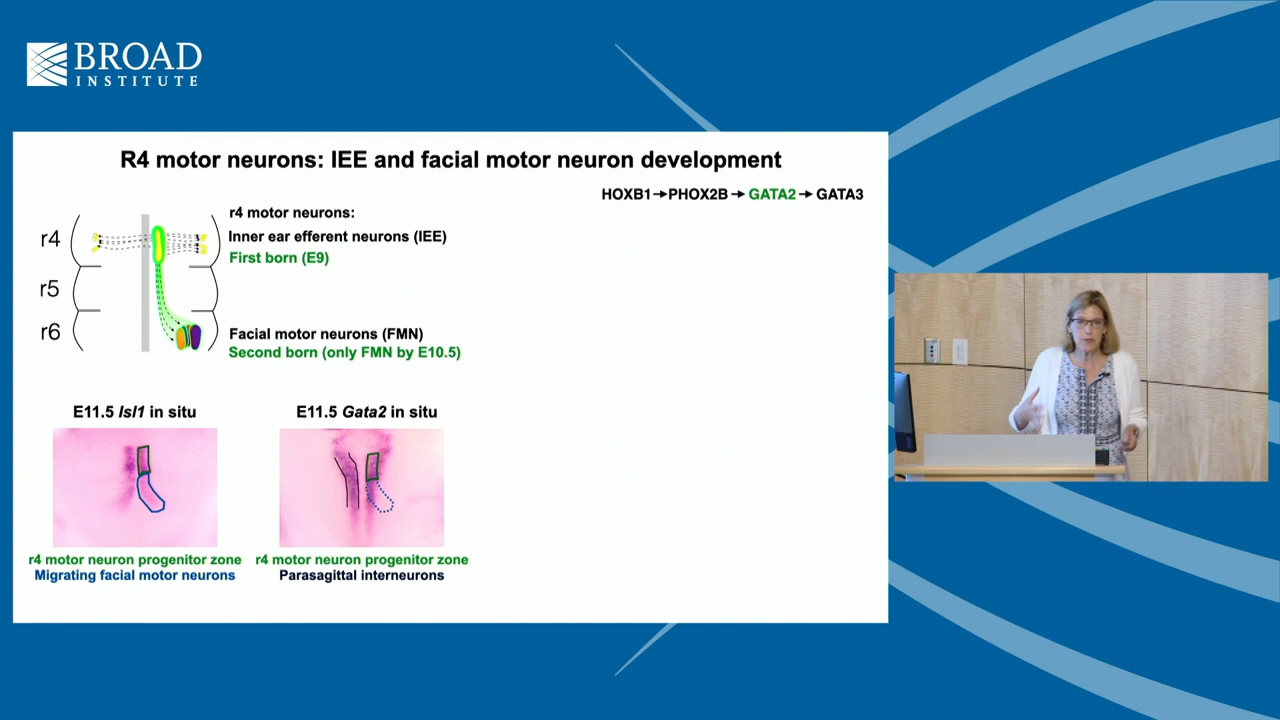 BROAD
INSTITUTE
R4 motor neurons: IEE and facial motor neuron development
HOXB1→PHOX2B→GATA2→GATA3
r4 motor neurons:
r4
Inner ear efferent neurons (IEE)
First born (E9)
r5
r6
Facial motor neurons (FMN)
Second born (only FMN by E10.5)
E11.5 Isl1 in situ
E11.5 Gata2 in situ
r4 motor neuron progenitor zone
Migrating facial motor neurons
r4 motor neuron progenitor zone
Parasagittal interneurons